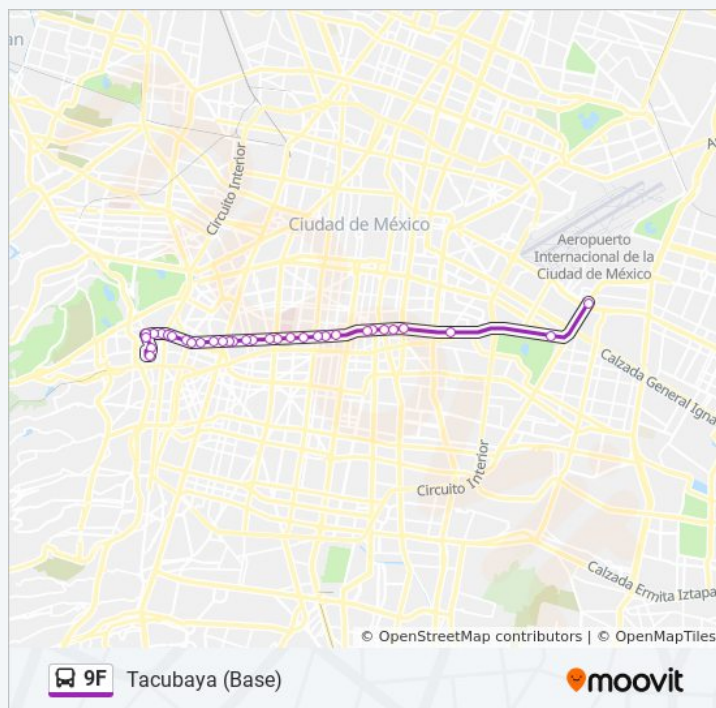 an
Circuito Interior
Ciudad de México
A
Aeropuerto
Internacional de la
Ciudad de México
Calzada General Igna
Circuito Interior
Calzada Ermita Iztapa
© OpenStreetMap contributors | © OpenMapTiles
9F Tacubaya (Base)
moovit